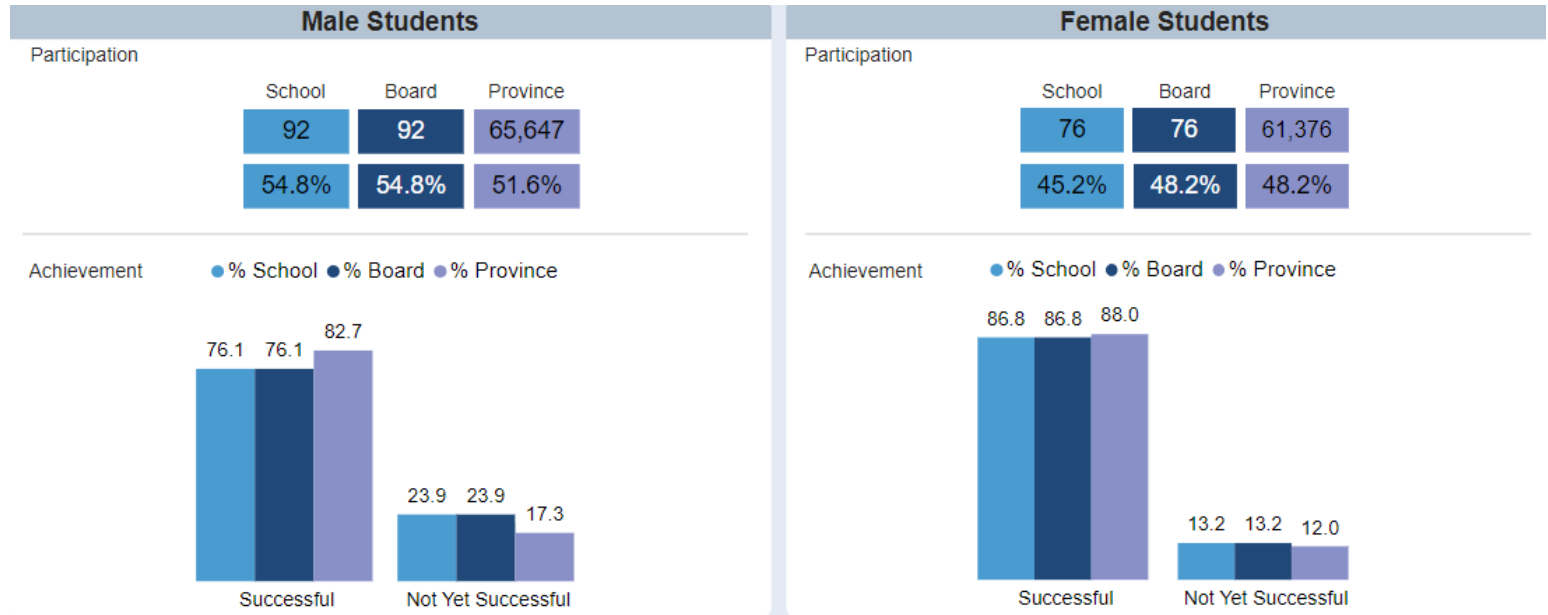 Male Students
Participation
School Board Province
92 92 65,647
54.8% 54.8% 51.6%
Achievement % School % Board % Province
76.1 76.1 82.7
23.9 23.9 17.3
Successful Not Yet Successful
Female Students
Participation
School Board Province
76 76 61,376
45.2% 48.2% 48.2%
Achievement % School % Board % Province
86.8 86.8 88.0
13.2 13.2 12.0
Successful Not Yet Successful